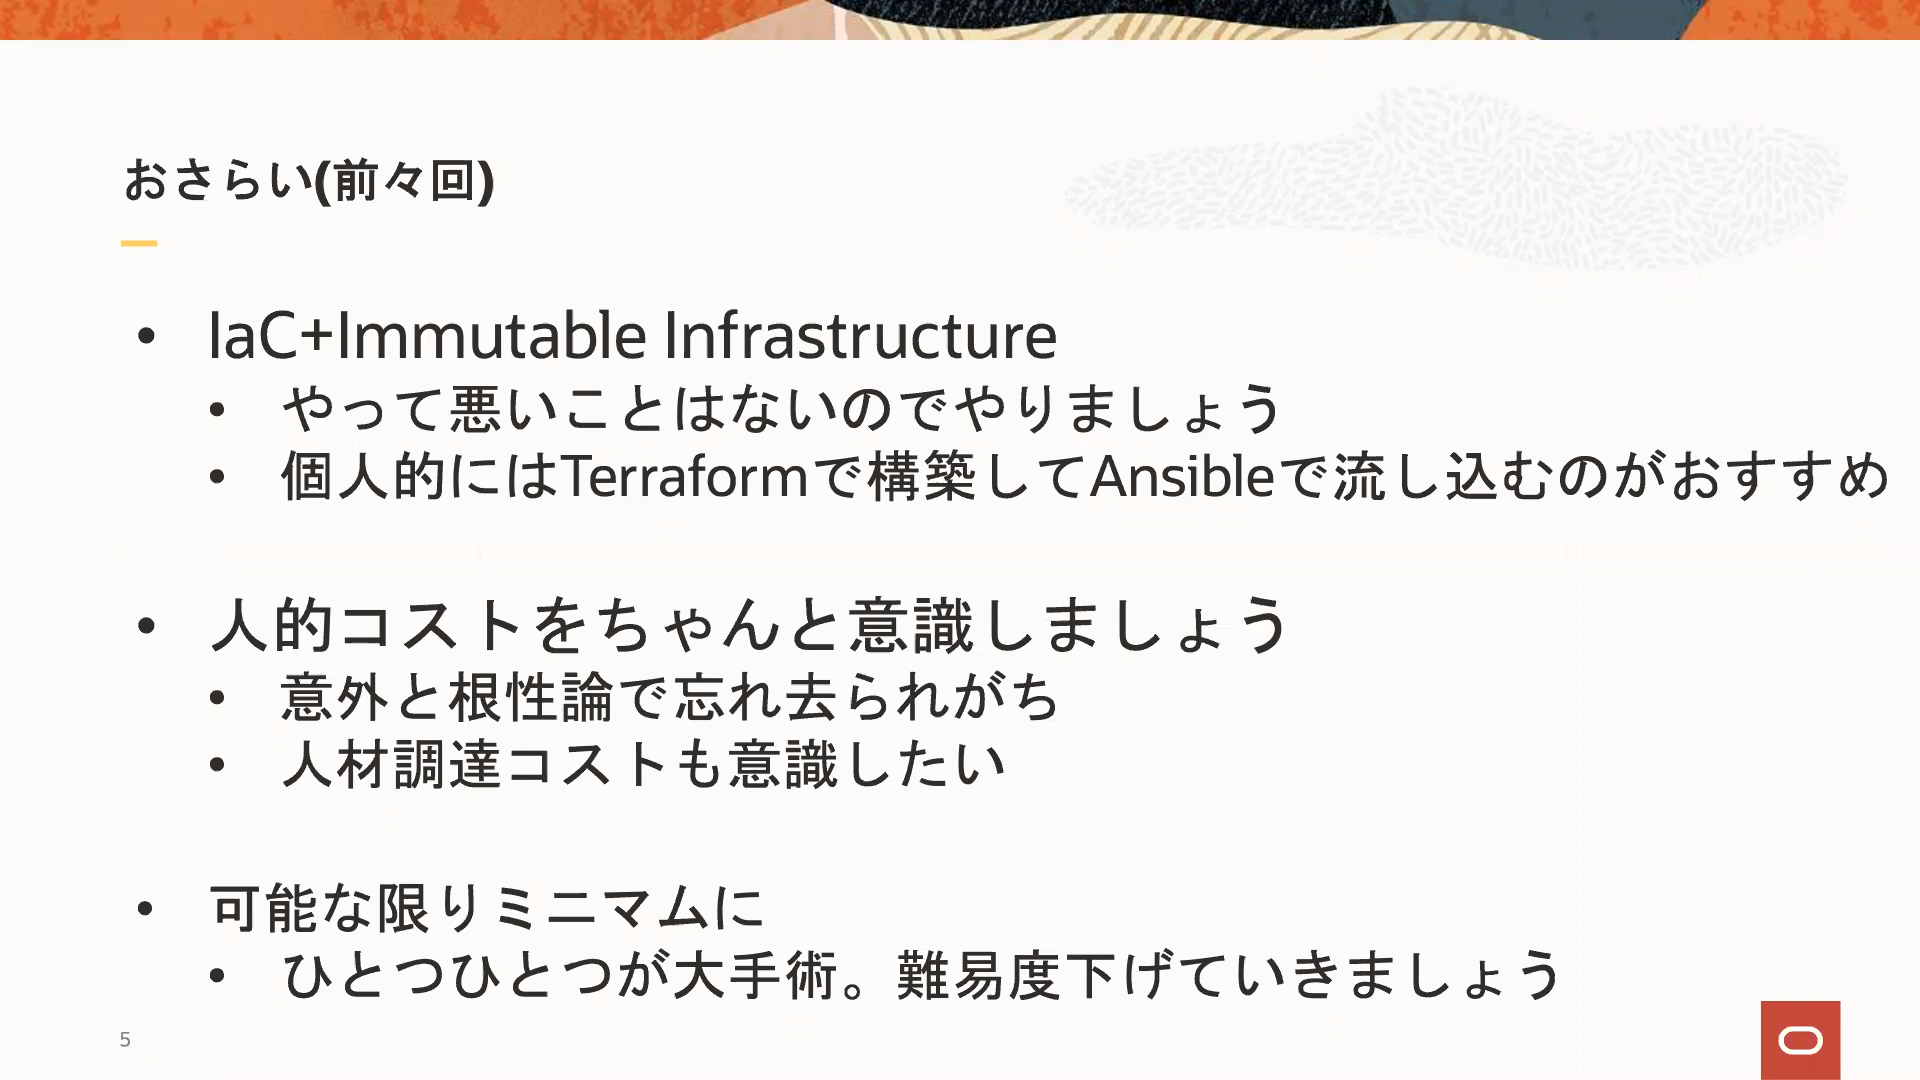 おさらい(前々回)
• IaC+Immutable Infrastructure
• やって悪いことはないのでやりましょう
• 個人的にはTerraformで構築してAnsibleで流し込むのがおすすめ
• 人的コストをちゃんと意識しましょう
• 意外と根性論で忘れ去られがち
• 人材調達コストも意識したい
• 可能な限りミニマムに
• ひとつひとつが大手術。難易度下げていきましょう
5